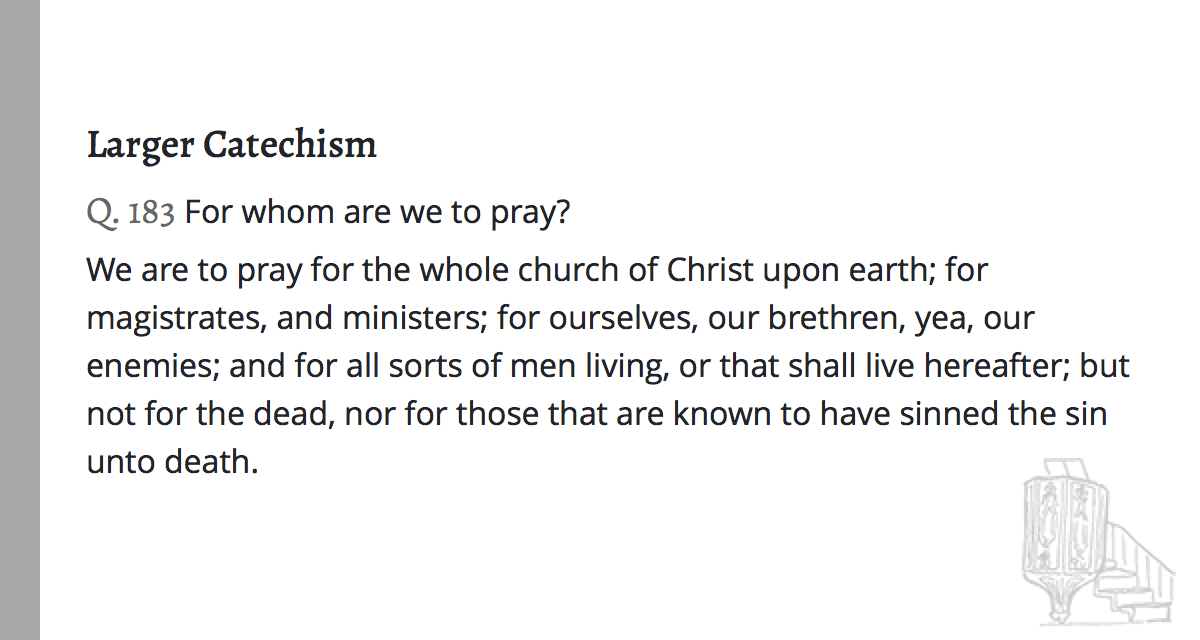 Larger Catechism
Q. 183 For whom are we to pray?
We are to pray for the whole church of Christ upon earth; for
magistrates, and ministers; for ourselves, our brethren, yea, our
enemies; and for all sorts of men living, or that shall live hereafter; but
not for the dead, nor for those that are known to have sinned the sin
unto death.